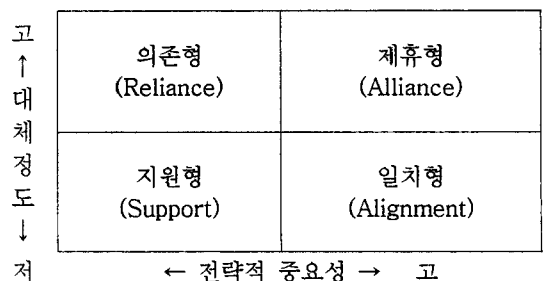 고
↑
대
체
정
도
↓
저
의존형
(Reliance)
제휴형
(Alliance)
지원형
(Support)
일치형
(Alignment)
← 전략적 중요성 → 고